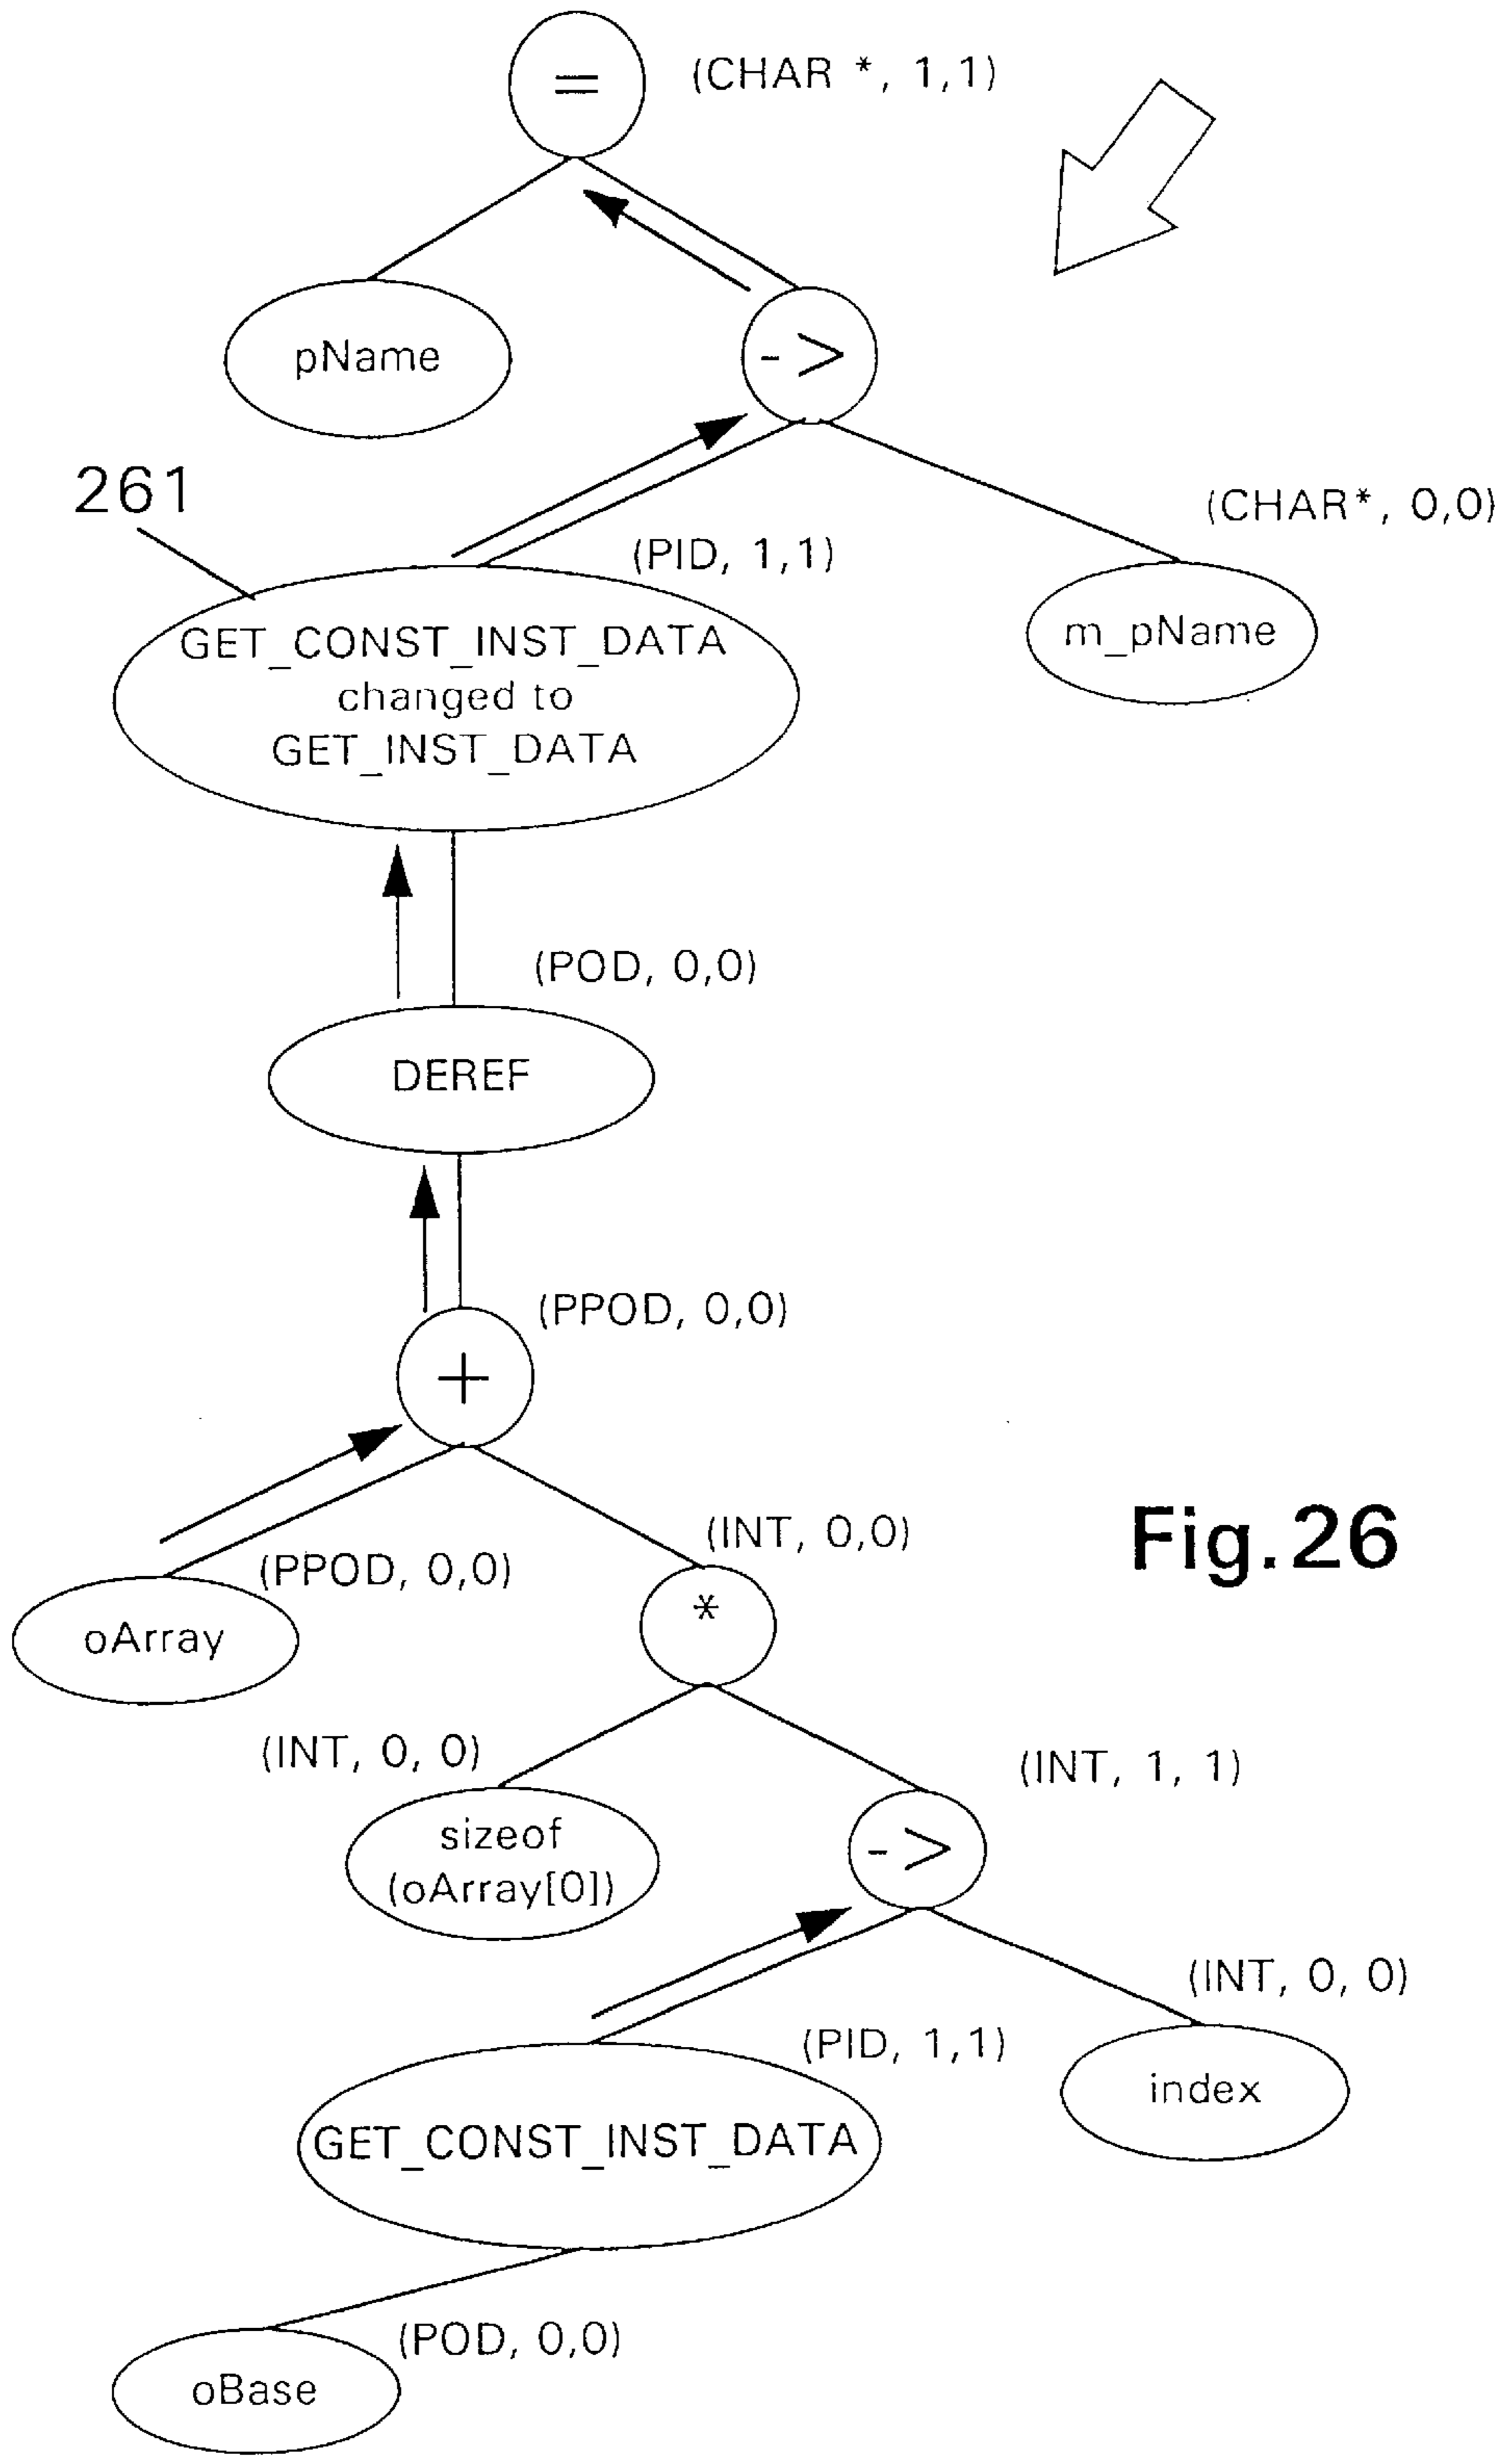 =
(CHAR *, 1,1)
pName
- >
261
(CHAR*, 0,0)
(PID, 1,1)
GET_CONST_INST_DATA
changed to
GET_INST_DATA
m_pName
(POD, 0,0)
DEREF
(PPOD, 0,0)
+
(INT, 0,0)
Fig.26
(PPOD, 0,0)
*
oArray
(INT, 0, 0)
(INT, 1, 1)
sizeof
(oArray[0])
- >
(INT, 0, 0)
(PID, 1,1)
index
GET_CONST_INST_DATA
(POD, 0,0)
oBase